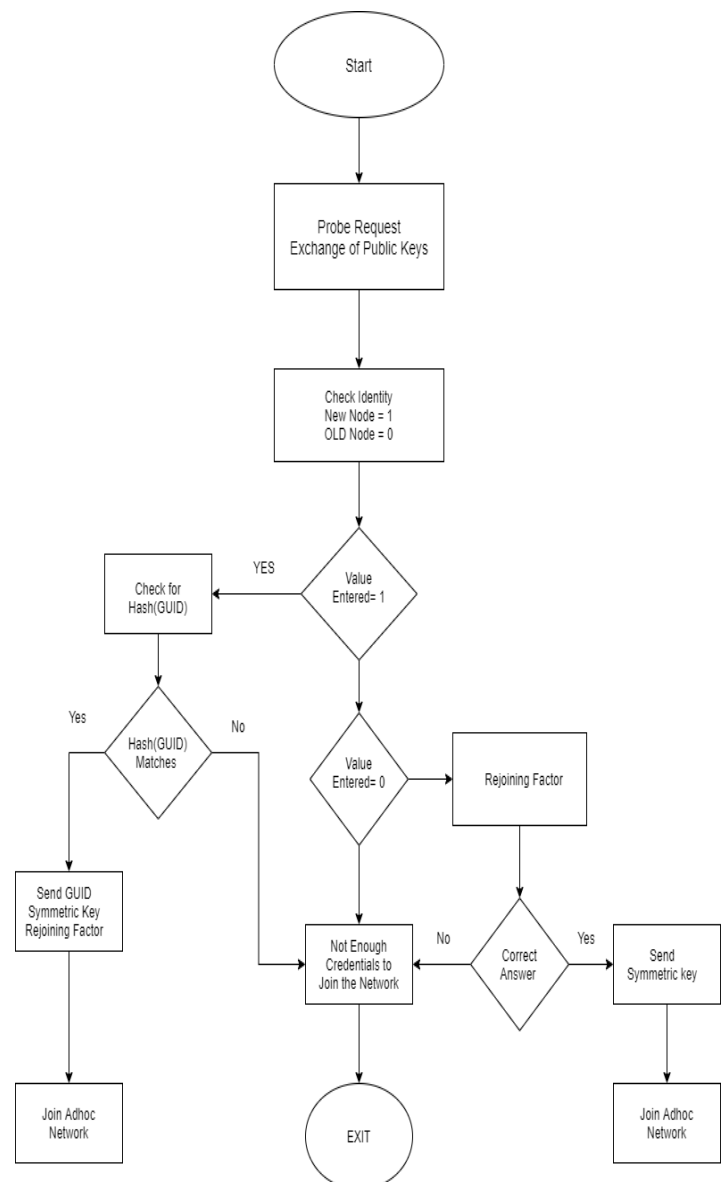 Start
Probe Request
Exchange of Public Keys
Check Identity
New Node = 1
OLD Node = 0
YES
Check for
Hash(GUID)
Value
Entered= 1
Yes
Hash(GUID)
Matches
No
Value
Entered= 0
Rejoining Factor
Send GUID
Symmetric Key
Rejoining Factor
Not Enough
Credentials to
Join the Network
No
Correct
Answer
Yes
Send
Symmetric key
Join Adhoc
Network
EXIT
Join Adhoc
Network